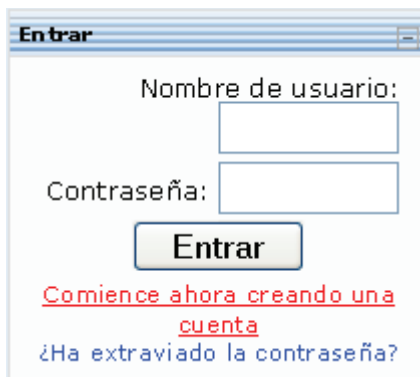 Entrar
Nombre de usuario:
Contraseña:
Entrar
Comience ahora creando una
cuenta
¿Ha extraviado la contraseña?